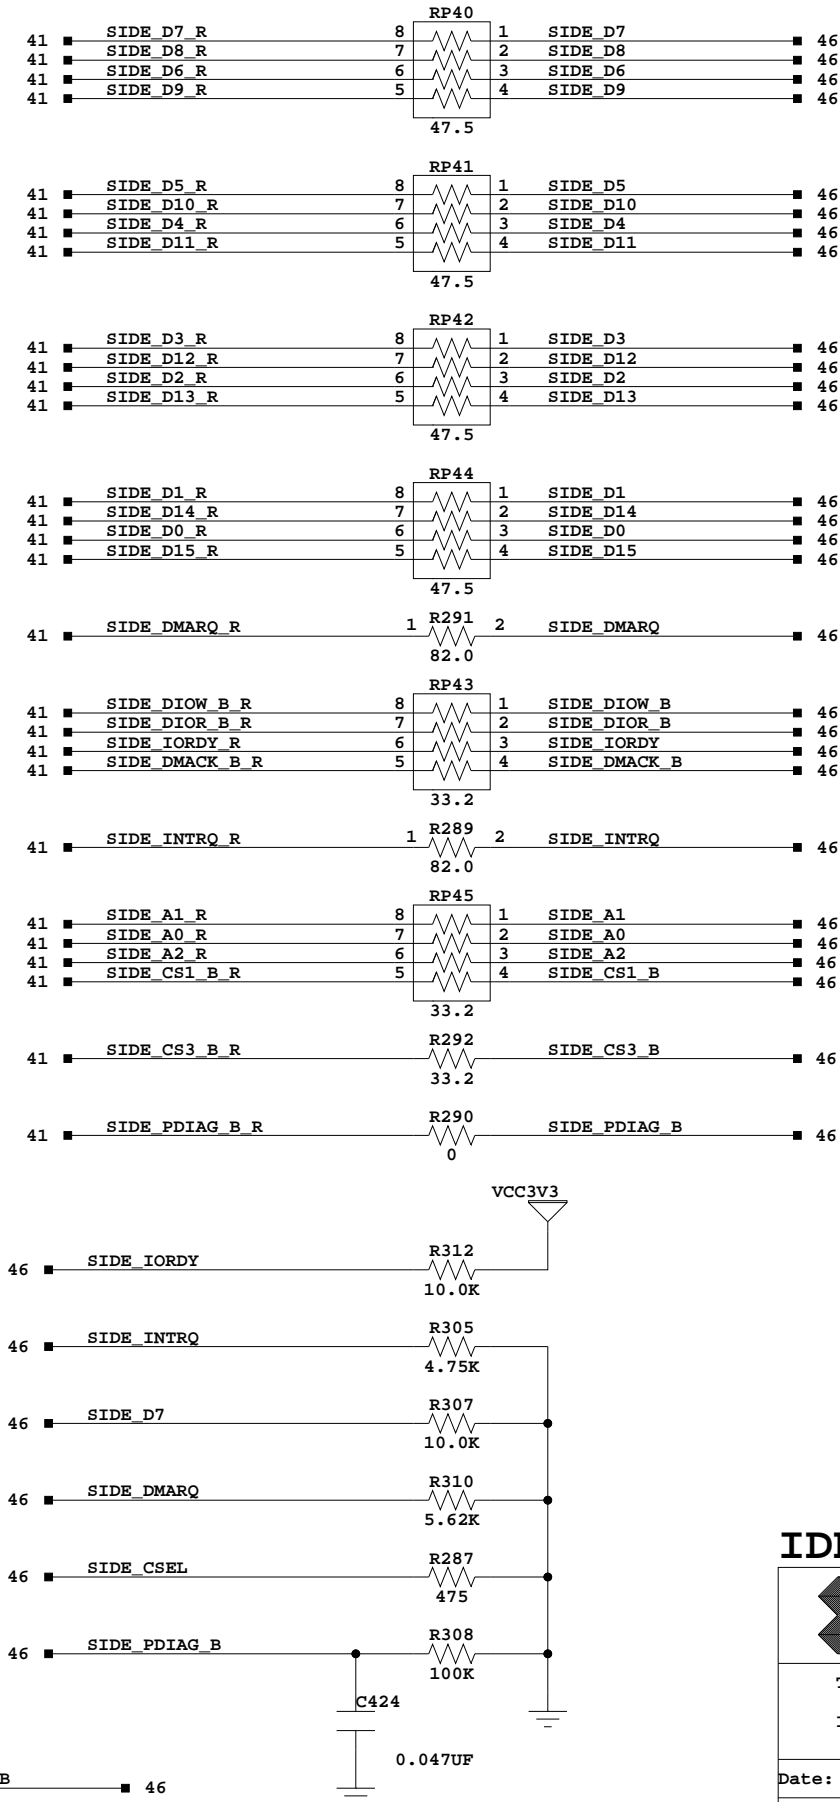 RP40
41 SIDE_D7_R 8 1 SIDE_D7 46
41 SIDE_D8_R 7 2 SIDE_D8 46
41 SIDE_D6_R 6 3 SIDE_D6 46
41 SIDE_D9_R 5 4 SIDE_D9 46
47.5
RP41
41 SIDE_D5_R 8 1 SIDE_D5 46
41 SIDE_D10_R 7 2 SIDE_D10 46
41 SIDE_D4_R 6 3 SIDE_D4 46
41 SIDE_D11_R 5 4 SIDE_D11 46
47.5
RP42
41 SIDE_D3_R 8 1 SIDE_D3 46
41 SIDE_D12_R 7 2 SIDE_D12 46
41 SIDE_D2_R 6 3 SIDE_D2 46
41 SIDE_D13_R 5 4 SIDE_D13 46
47.5
RP44
41 SIDE_D1_R 8 1 SIDE_D1 46
41 SIDE_D14_R 7 2 SIDE_D14 46
41 SIDE_D0_R 6 3 SIDE_D0 46
41 SIDE_D15_R 5 4 SIDE_D15 46
47.5
R291
41 SIDE_DMARQ_R 1 2 SIDE_DMARQ 46
82.0
RP43
41 SIDE_DIOW_B_R 8 1 SIDE_DIOW_B 46
41 SIDE_DIOR_B_R 7 2 SIDE_DIOR_B 46
41 SIDE_IORDY_R 6 3 SIDE_IORDY 46
41 SIDE_DMACK_B_R 5 4 SIDE_DMACK_B 46
33.2
R289
41 SIDE_INTRQ_R 1 2 SIDE_INTRQ 46
82.0
RP45
41 SIDE_A1_R 8 1 SIDE_A1 46
41 SIDE_A0_R 7 2 SIDE_A0 46
41 SIDE_A2_R 6 3 SIDE_A2 46
41 SIDE_CS1_B_R 5 4 SIDE_CS1_B 46
33.2
R292
41 SIDE_CS3_B_R SIDE_CS3_B 46
33.2
R290
41 SIDE_PDIAG_B_R SIDE_PDIAG_B 46
0
VCC3V3
R312
46 SIDE_IORDY
10.0K
R305
46 SIDE_INTRQ
4.75K
R307
46 SIDE_D7
10.0K
R310
46 SIDE_DMARQ
5.62K
R287
46 SIDE_CSEL
475
R308
46 SIDE_PDIAG_B
100K
C424
0.047UF
B 46
Date: